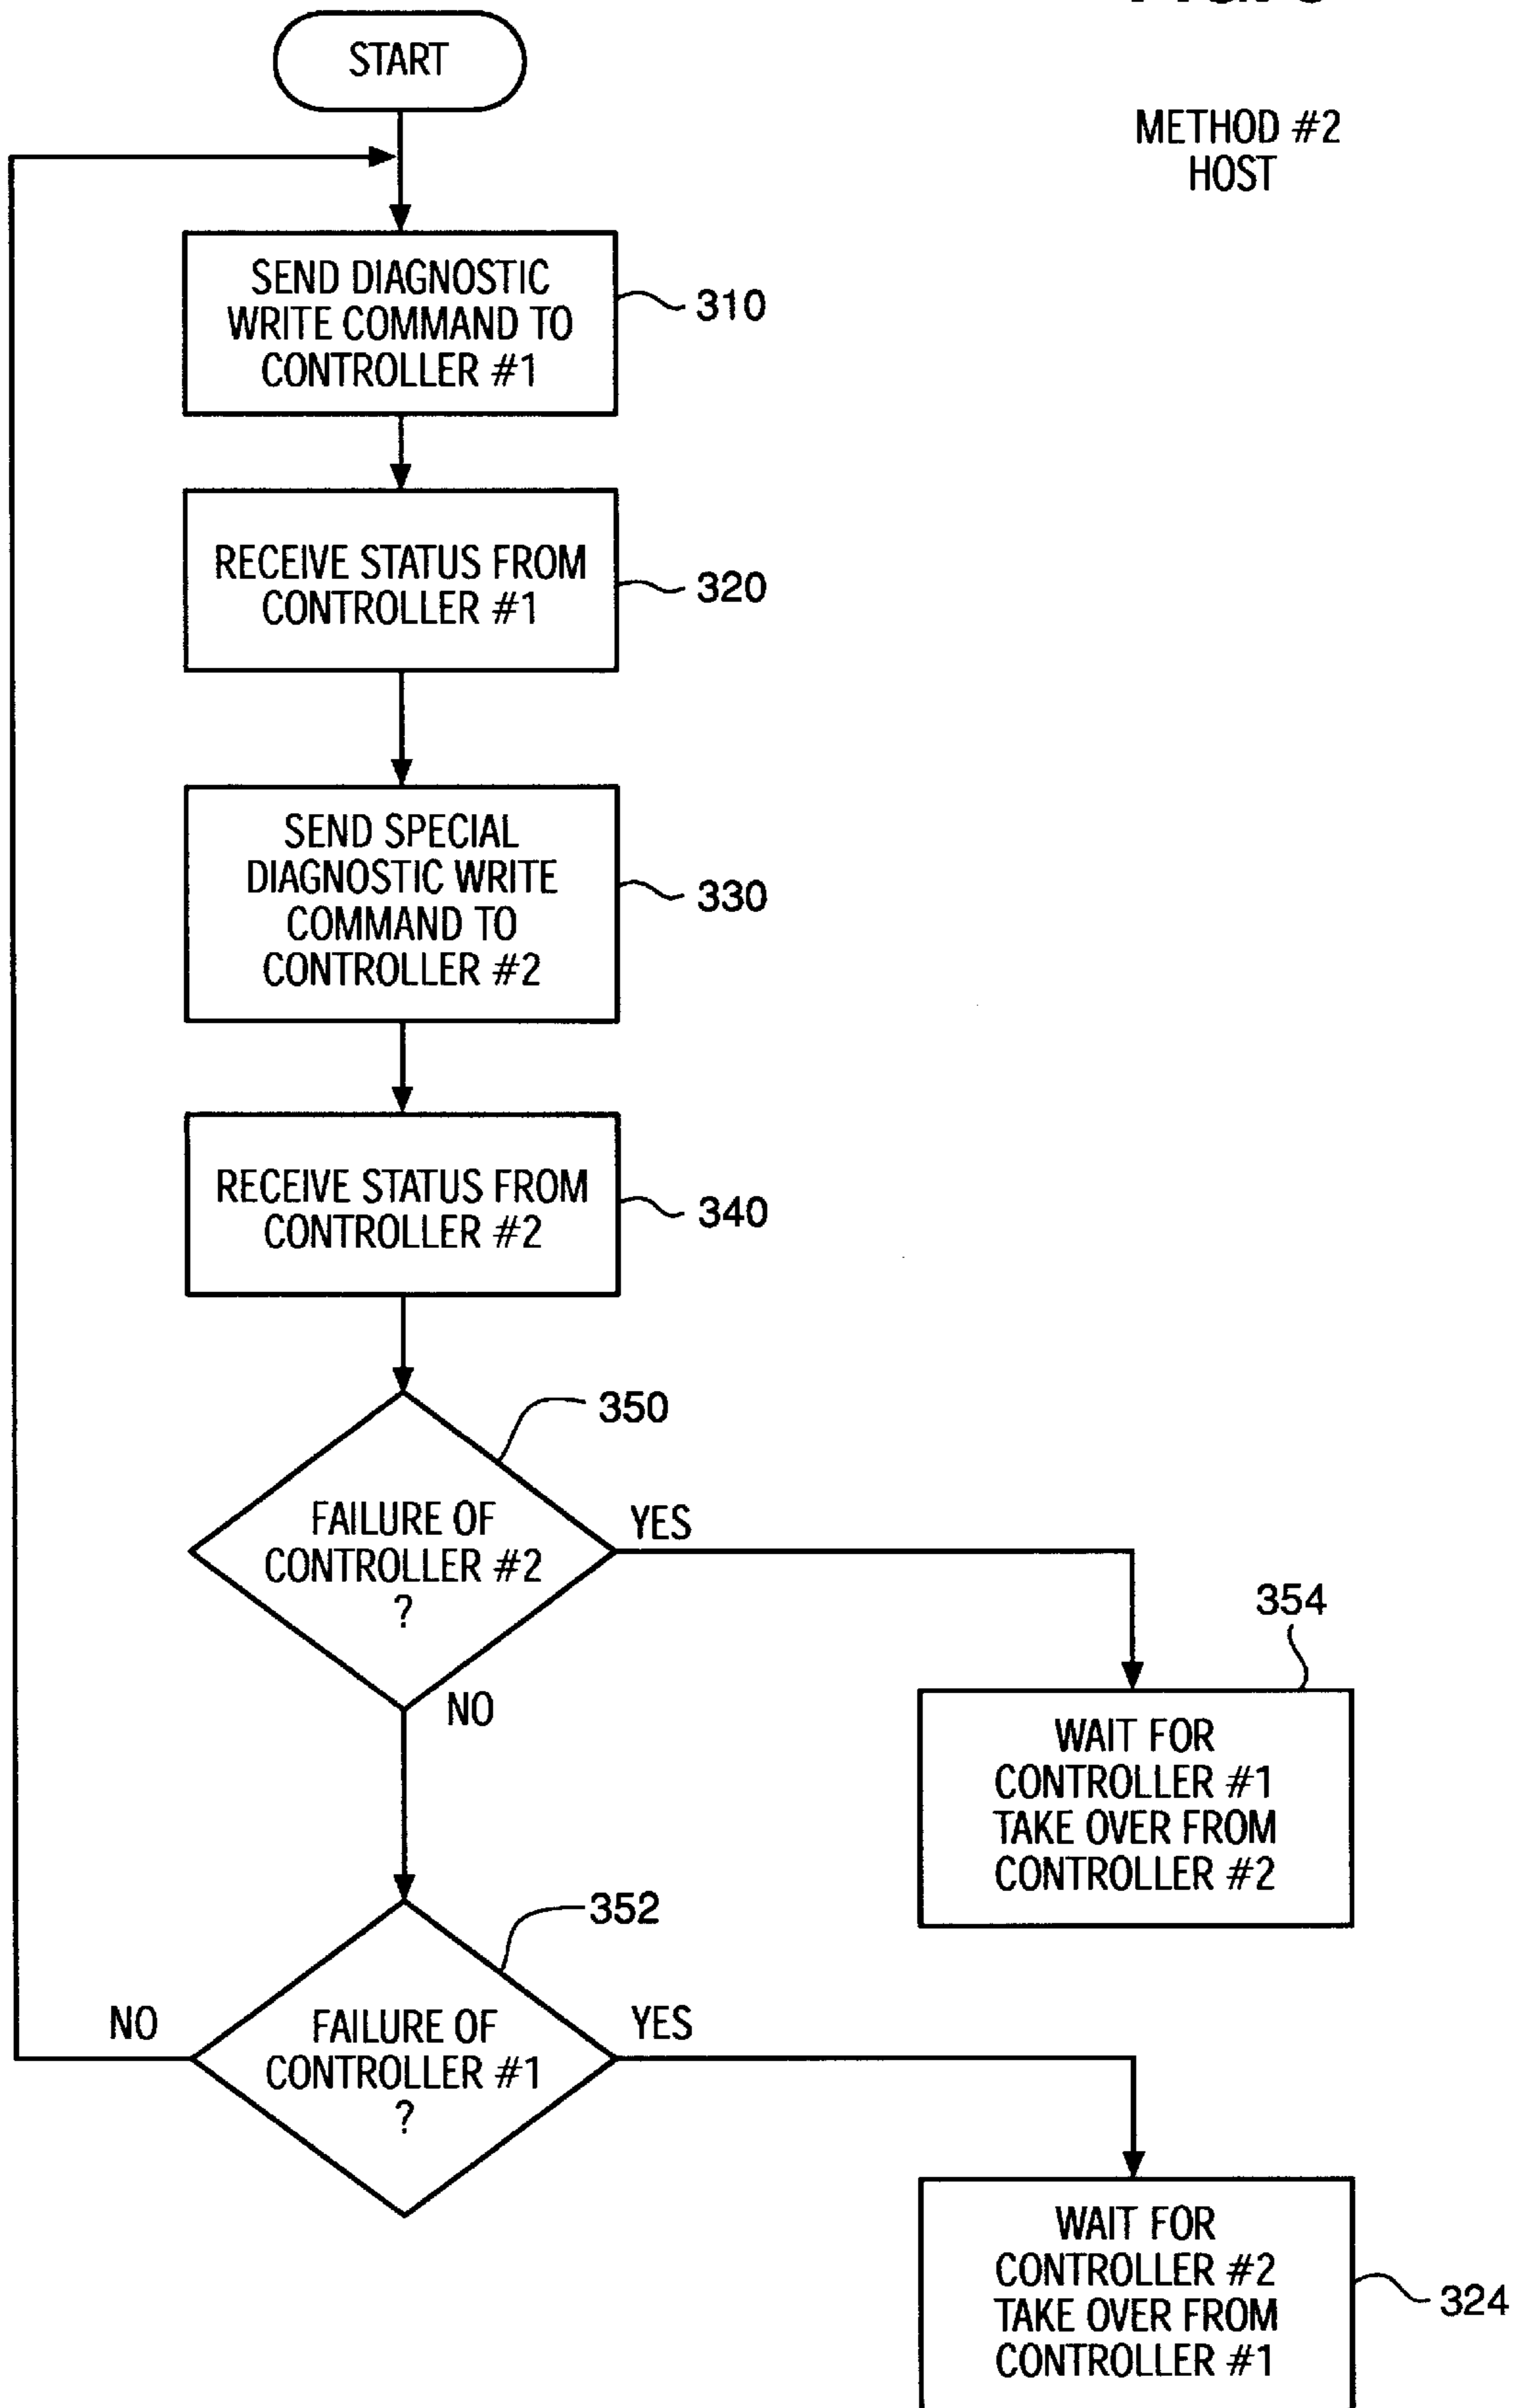 START
METHOD #2
HOST
SEND DIAGNOSTIC
WRITE COMMAND TO
CONTROLLER #1
310
RECEIVE STATUS FROM
CONTROLLER #1
320
SEND SPECIAL
DIAGNOSTIC WRITE
COMMAND TO
CONTROLLER #2
330
RECEIVE STATUS FROM
CONTROLLER #2
340
350
FAILURE OF
CONTROLLER #2
?
YES
NO
354
WAIT FOR
CONTROLLER #1
TAKE OVER FROM
CONTROLLER #2
352
FAILURE OF
CONTROLLER #1
?
NO
YES
WAIT FOR
CONTROLLER #2
TAKE OVER FROM
CONTROLLER #1
324